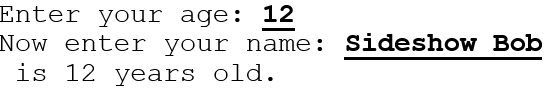 Enter your age: 12
Now enter your name: Sideshow Bob
 is 12 years old.